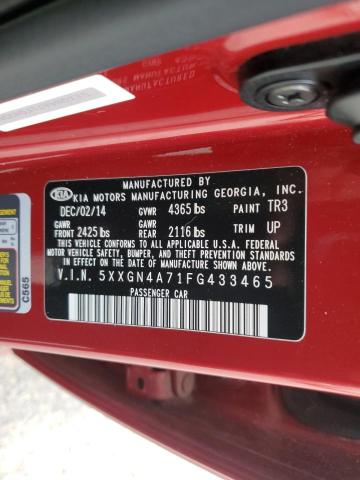 MANUFACTURED BY
KIA KIA MOTORS MANUFACTURING GEORGIA, INC.
DEC/02/14 GVWR 4365 lbs PAINT TR3
GAWR FRONT 2425 lbs GAWR REAR 2116 lbs TRIM UP
THIS VEHICLE CONFORMS TO ALL APPLICABLE U.S.A. FEDERAL
MOTOR VEHICLE SAFETY, BUMPER, AND THEFT PREVENTION
STANDARDS IN EFFECT ON THE DATE OF MANUFACTURE
SHOWN ABOVE.
V.I.N. 5XXGN4A71FG433465
PASSENGER CAR
C565